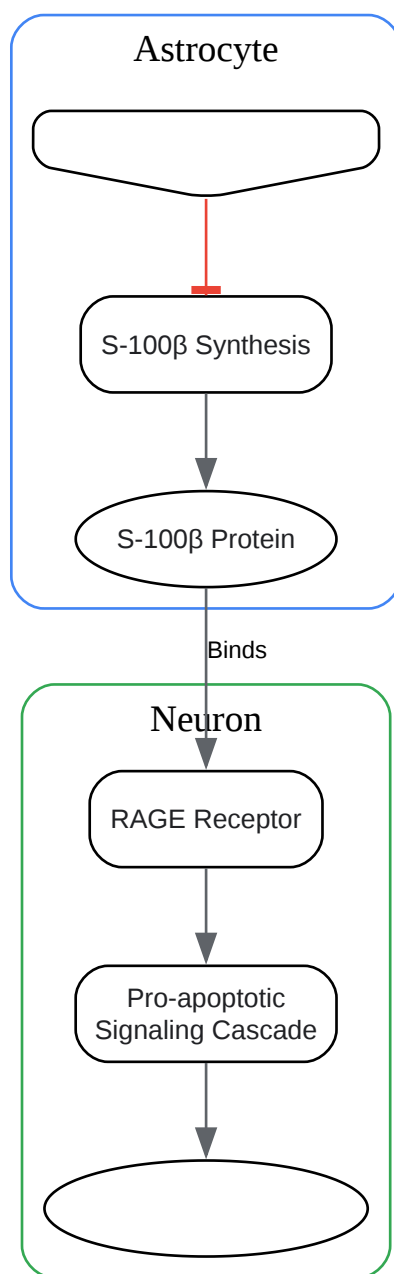 Astrocyte
S-100β Synthesis
S-100β Protein
Binds
Neuron
RAGE Receptor
Pro-apoptotic
Signaling Cascade